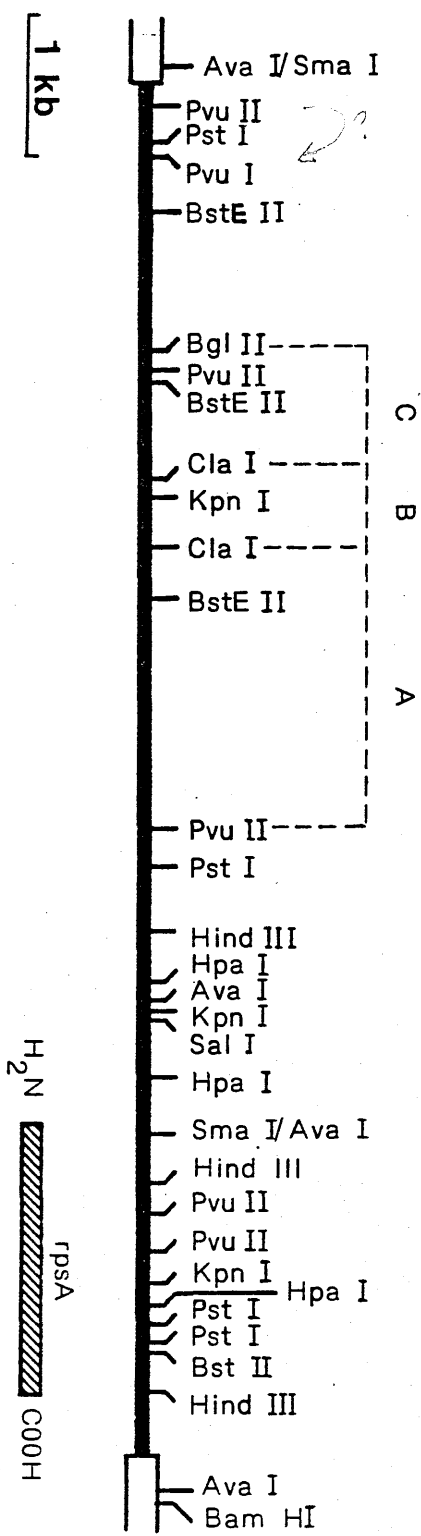 Ava I/Sma I
1 kb
Pvu II
?
Pst I
Pvu I
BstE II
Bgl II
Pvu II
BstE II
C
Cla I
Kpn I
B
Cla I
BstE II
A
Pvu II
Pst I
Hind III
Hpa I
Ava I
Kpn I
Sal I
Hpa I
H2N
Sma I/Ava I
Hind III
Pvu II
Pvu II
rpsA
Kpn I
Hpa I
Pst I
Pst I
Bst II
Hind III
COOH
Ava I
Bam HI